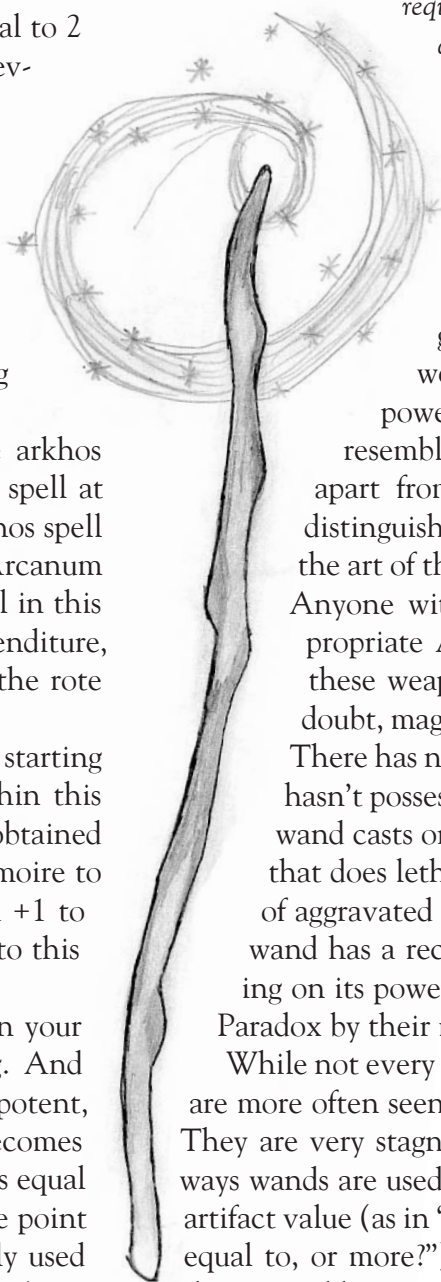 al to 2
ev-
g
arkhos
spell at
hos spell
Arcanum
l in this
enditure,
the rote
starting
hin this
obtained
moire to
+1 to
to this
n your
g. And
potent,
ecomes
s equal
e point
ly used
requ
g
we
powe
resembl
apart from
distinguish
the art of th
Anyone wit
propriate A
these weap
doubt, mag
There has n
hasn't posses
wand casts or
that does leth
of aggravated
wand has a rec
ing on its powe
Paradox by their r
While not every
are more often seen
They are very stagn
ways wands are used
artifact value (as in "
equal to, or more?"